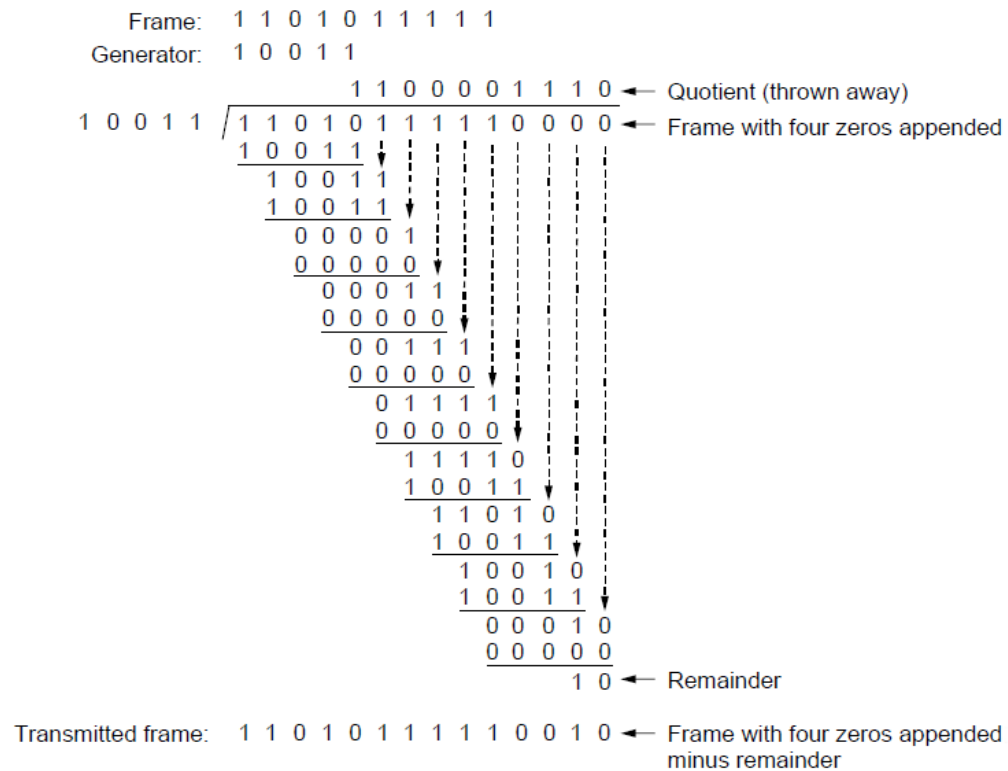 Frame: 1 1 0 1 0 1 1 1 1 1
Generator: 1 0 0 1 1
1 1 0 0 0 0 1 1 1 0 Quotient (thrown away)
1 0 0 1 1 1 1 0 1 0 1 1 1 1 1 0 0 0 0 Frame with four zeros appended
1 0 0 1 1
1 0 0 1 1
1 0 0 1 1
0 0 0 0 1
0 0 0 0 0
0 0 0 1 1
0 0 0 0 0
0 0 1 1 1
0 0 0 0 0
0 1 1 1 1
0 0 0 0 0
1 1 1 1 0
1 0 0 1 1
1 1 0 1 0
1 0 0 1 1
1 0 0 1 0
1 0 0 1 1
0 0 0 1 0
0 0 0 0 0
1 0 Remainder
Transmitted frame: 1 1 0 1 0 1 1 1 1 1 0 0 1 0 Frame with four zeros appended
minus remainder